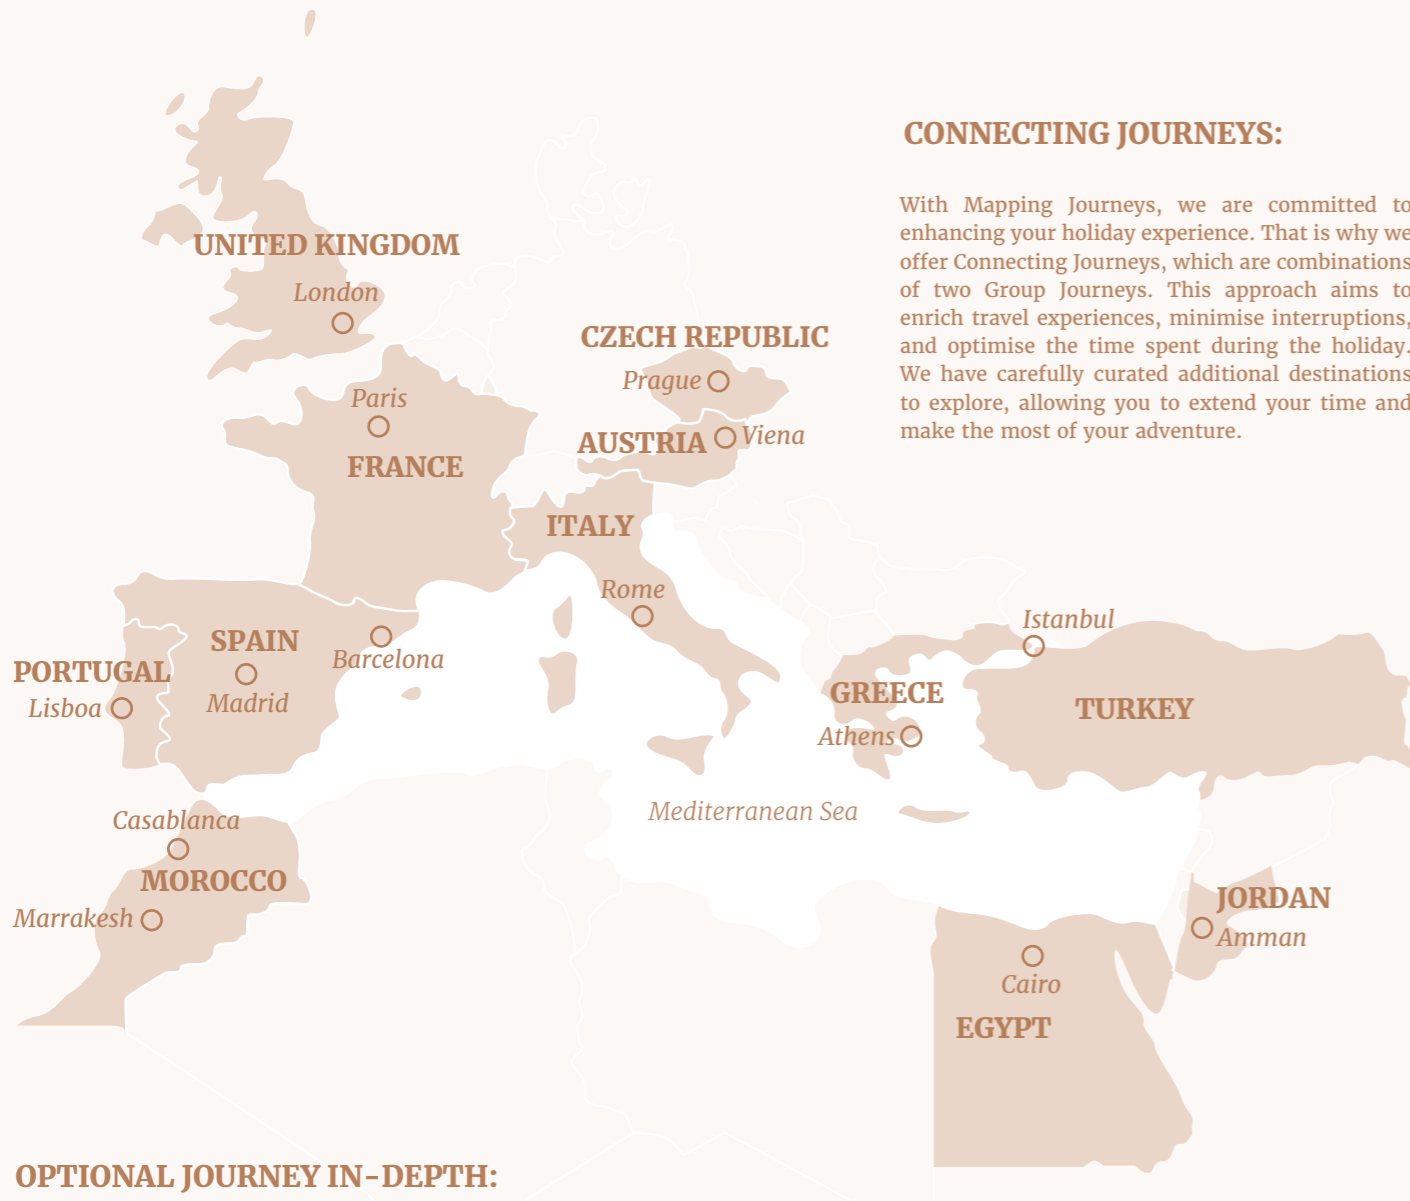 CONNECTING JOURNEYS:
With Mapping Journeys, we are committed to
enhancing your holiday experience. That is why we
offer Connecting Journeys, which are combinations
of two Group Journeys. This approach aims to
enrich travel experiences, minimise interruptions,
and optimise the time spent during the holiday.
We have carefully curated additional destinations
to explore, allowing you to extend your time and
make the most of your adventure.
UNITED KINGDOM
London
CZECH REPUBLIC
Prague
Paris
FRANCE
AUSTRIA
Viena
ITALY
Rome
Istanbul
SPAIN
Barcelona
PORTUGAL
Lisboa
Madrid
GREECE
Athens
TURKEY
Mediterranean Sea
Casablanca
MOROCCO
Marrakesh
JORDAN
Amman
Cairo
EGYPT
OPTIONAL JOURNEY IN-DEPTH: